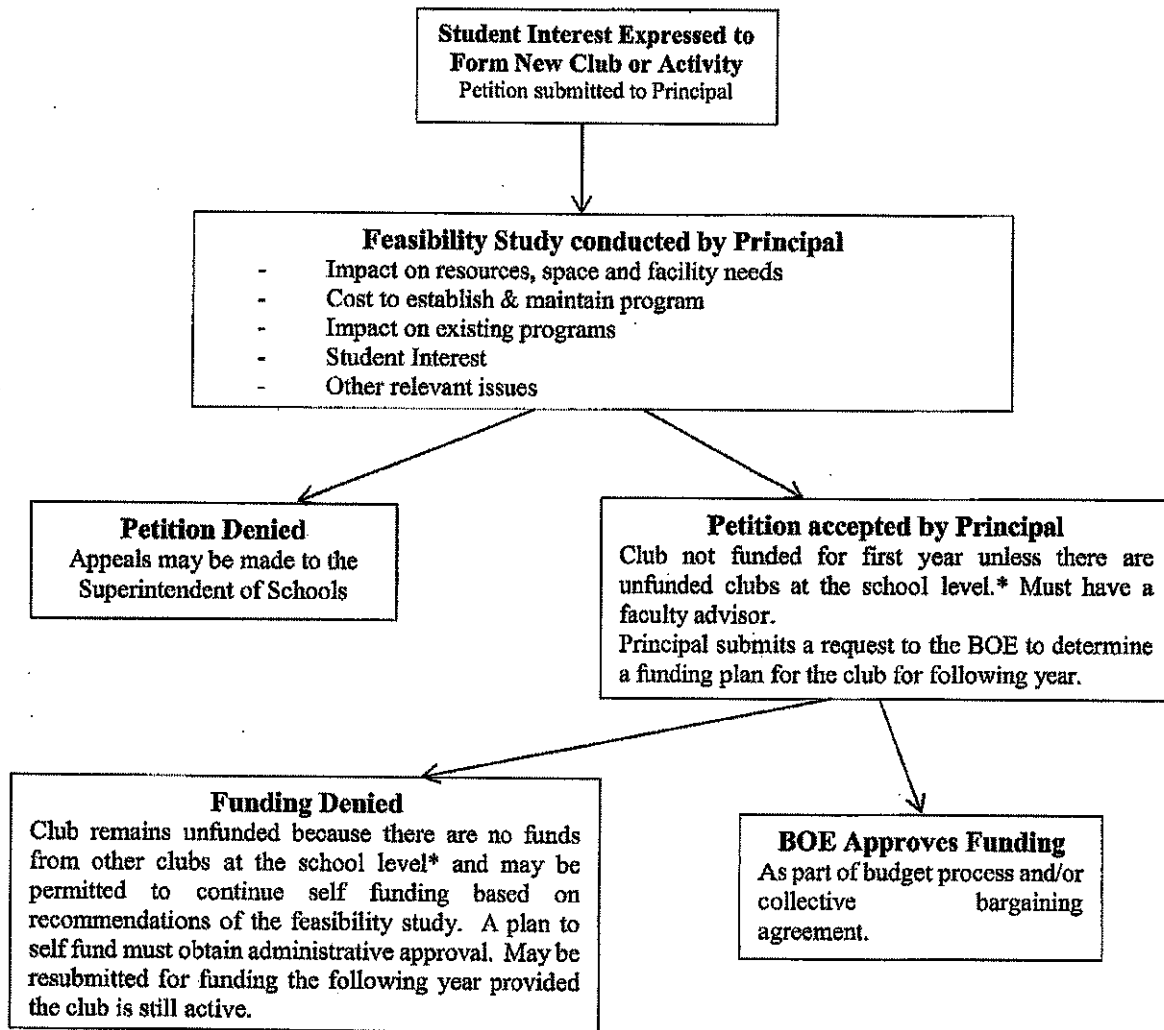 Student Interest Expressed to
Form New Club or Activity
Petition submitted to Principal
Feasibility Study conducted by Principal
- Impact on resources, space and facility needs
- Cost to establish & maintain program
- Impact on existing programs
- Student Interest
- Other relevant issues
Petition Denied
Appeals may be made to the
Superintendent of Schools
Petition accepted by Principal
Club not funded for first year unless there are
unfunded clubs at the school level.* Must have a
faculty advisor.
Principal submits a request to the BOE to determine
a funding plan for the club for following year.
Funding Denied
Club remains unfunded because there are no funds
from other clubs at the school level* and may be
permitted to continue self funding based on
recommendations of the feasibility study. A plan to
self fund must obtain administrative approval. May be
resubmitted for funding the following year provided
the club is still active.
BOE Approves Funding
As part of budget process and/or
collective bargaining
agreement.